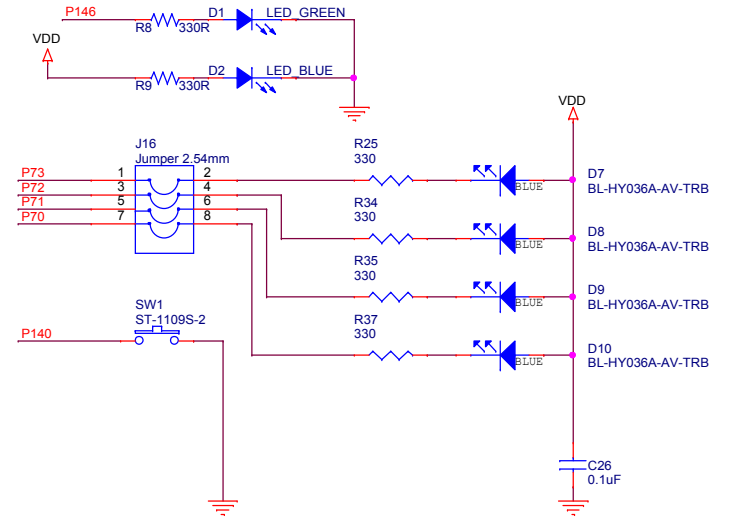 P146
R8
330R
D1
LED_GREEN
VDD
R9
330R
D2
LED_BLUE
VDD
J16
Jumper 2.54mm
P73
P72
P71
P70
1
3
5
7
2
4
6
8
R25
330
BLUE
D7
BL-HY036A-AV-TRB
R34
330
BLUE
D8
BL-HY036A-AV-TRB
R35
330
BLUE
D9
BL-HY036A-AV-TRB
R37
330
BLUE
D10
BL-HY036A-AV-TRB
SW1
ST-1109S-2
P140
C26
0.1uF